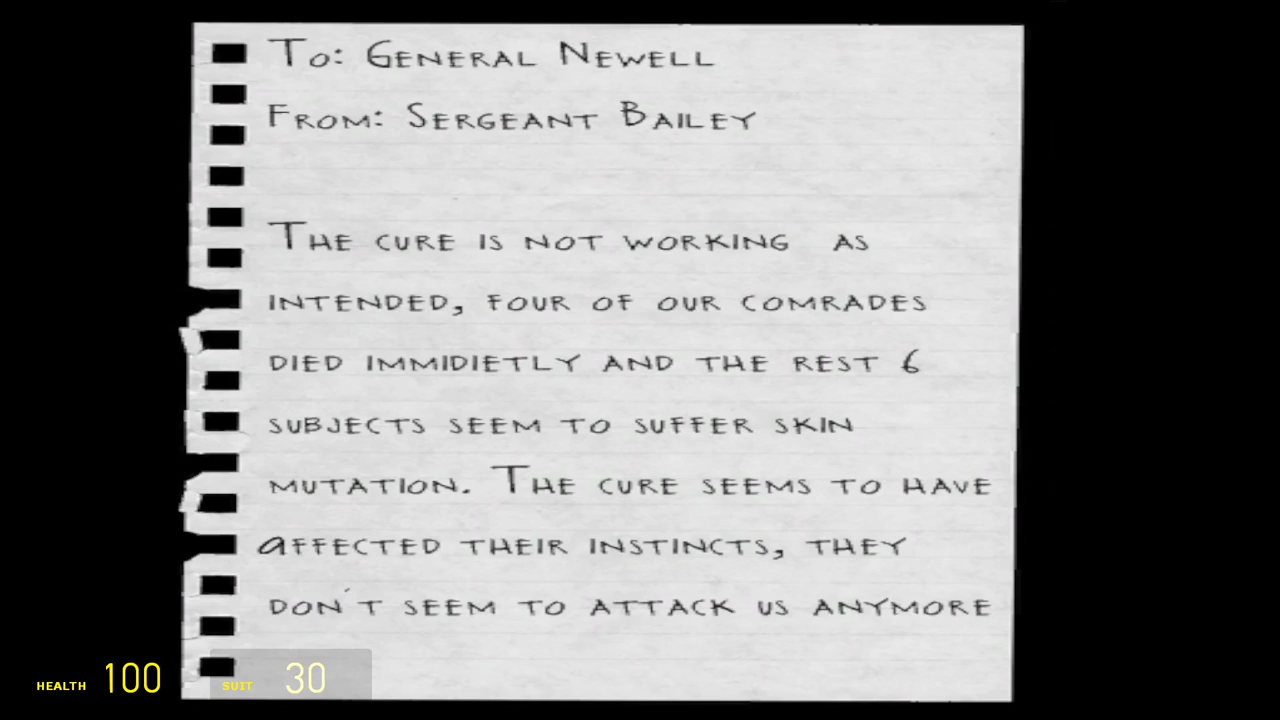 To: General Newell
From: Sergeant Bailey
The cure is not working as
intended, four of our comrades
died immidietly and the rest 6
subjects seem to suffer skin
mutation. The cure seems to have
affected their instincts, they
don't seem to attack us anymore
HEALTH 100 SUIT 30